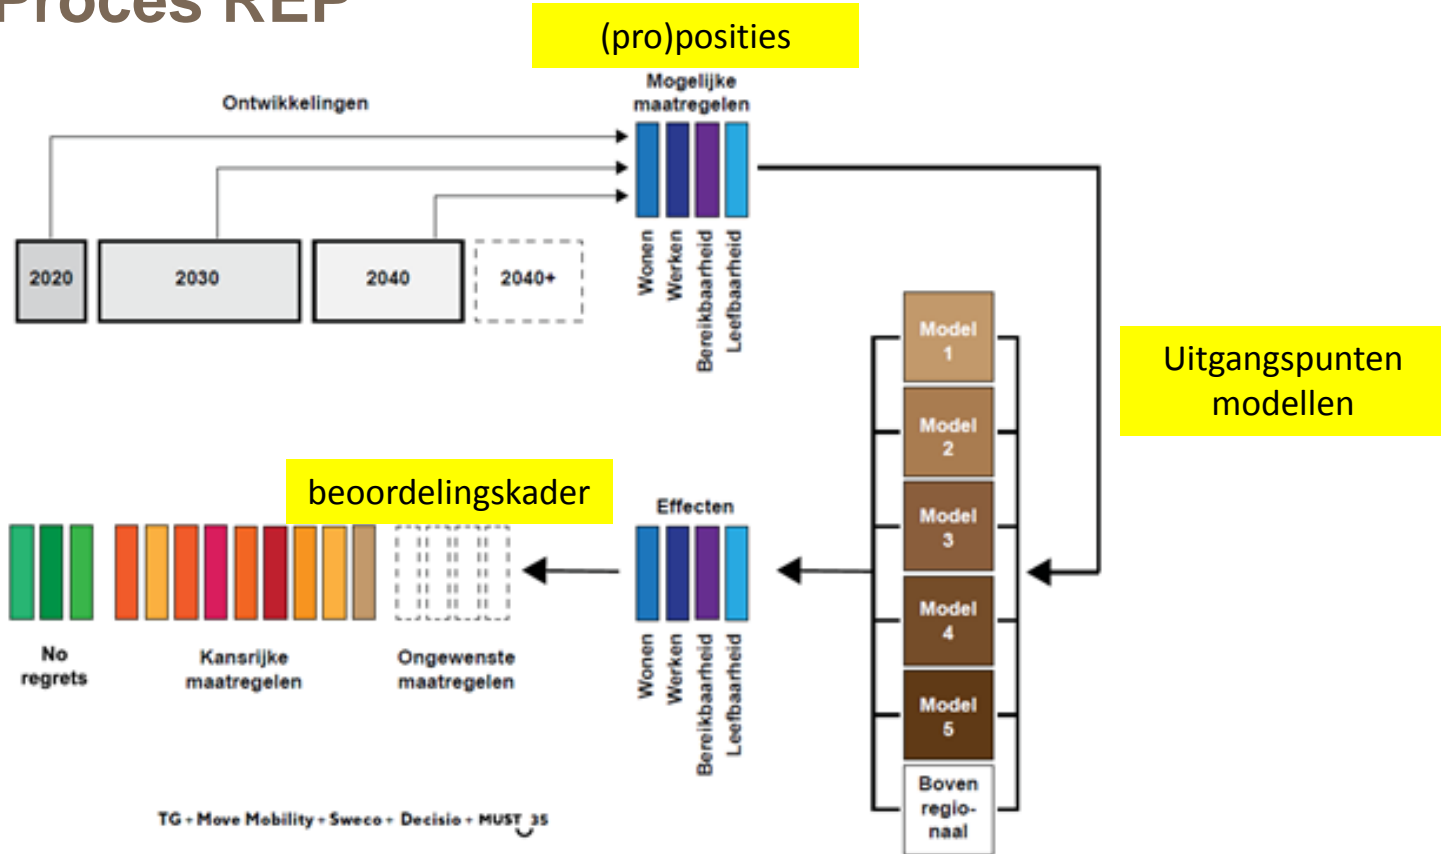 Proces REP
(pro)posities
Mogelijke
maatregelen
Ontwikkelingen
2020
2030
2040
2040+
Wonen
Werken
Bereikbaarheid
Leefbaarheid
Model
1
Model
2
Model
3
Model
4
Model
5
Boven
regio-
naal
Uitgangspunten
modellen
beoordelingskader
Effecten
Wonen
Werken
Bereikbaarheid
Leefbaarheid
No
regrets
Kansrijke
maatregelen
Ongewenste
maatregelen
TG + Move Mobility + Sweco + Decisio + MUST 35